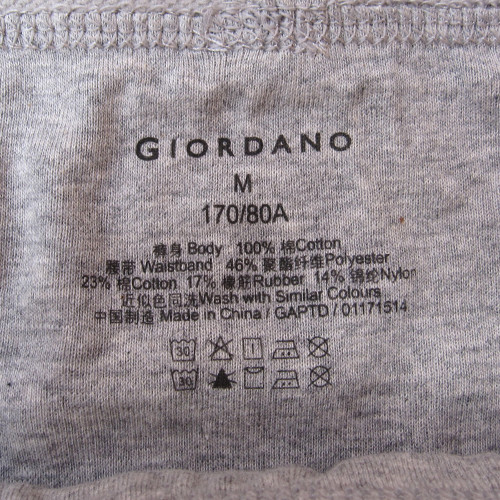 GIORDANO
M
170/80A
裤身 Body 100% 棉Cotton
腰带 Waistband 46% 聚酯纤维Polyester
23% 棉Cotton 17% 橡筋Rubber 14% 锦纶Nylon
近似色同洗Wash with Similar Colours
中国制造 Made in China / GAPTD / 01171514
30
30